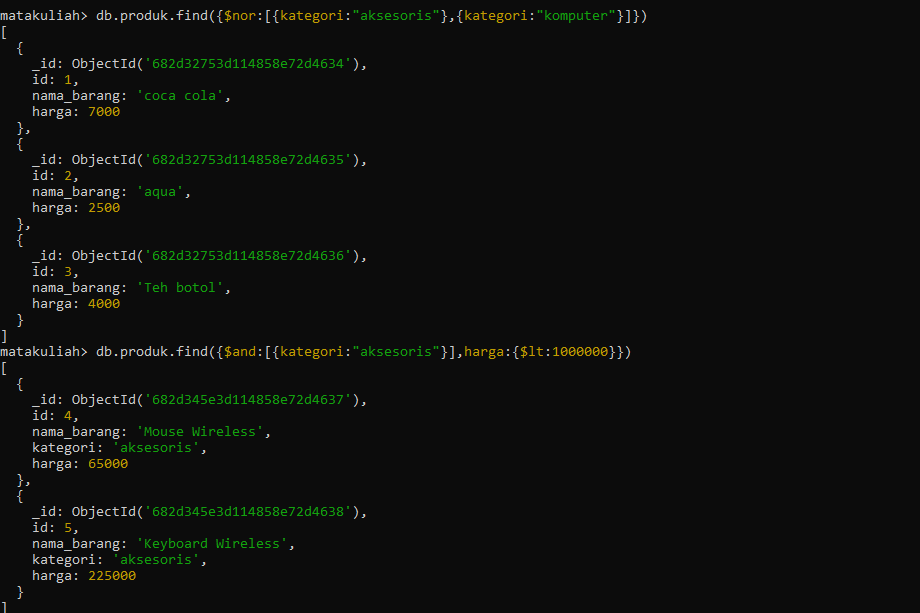 matakuliah> db.produk.find({$nor:[{kategori:"aksesoris"},{kategori:"komputer"}]})
[
  {
    _id: ObjectId('682d32753d114858e72d4634'),
    id: 1,
    nama_barang: 'coca cola',
    harga: 7000
  },
  {
    _id: ObjectId('682d32753d114858e72d4635'),
    id: 2,
    nama_barang: 'aqua',
    harga: 2500
  },
  {
    _id: ObjectId('682d32753d114858e72d4636'),
    id: 3,
    nama_barang: 'Teh botol',
    harga: 4000
  }
]
matakuliah> db.produk.find({$and:[{kategori:"aksesoris"}],harga:{$lt:1000000}})
[
  {
    _id: ObjectId('682d345e3d114858e72d4637'),
    id: 4,
    nama_barang: 'Mouse Wireless',
    kategori: 'aksesoris',
    harga: 65000
  },
  {
    _id: ObjectId('682d345e3d114858e72d4638'),
    id: 5,
    nama_barang: 'Keyboard Wireless',
    kategori: 'aksesoris',
    harga: 225000
  }
]